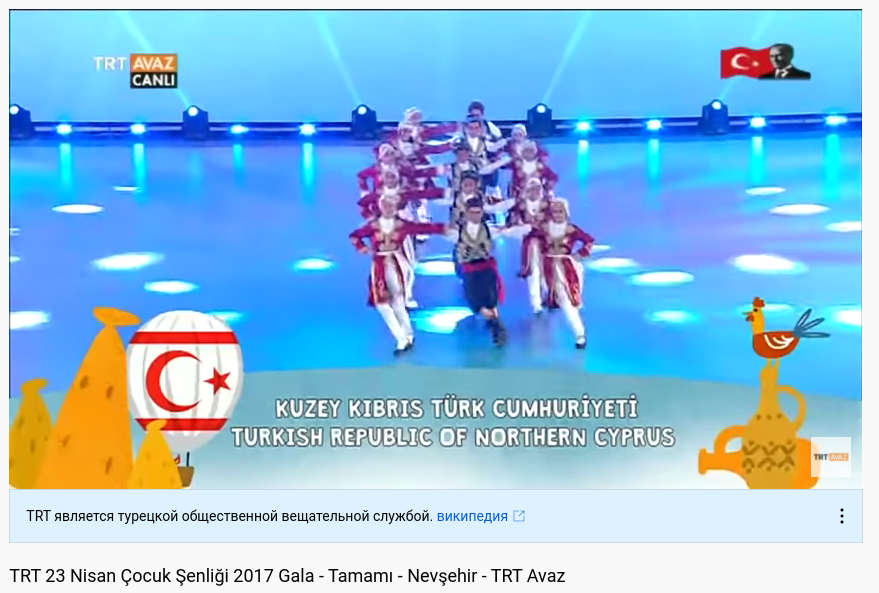 TRT AVAZ
CANLI
KUZEY KIBRIS TÜRK CUMHURİYETİ
TURKISH REPUBLIC OF NORTHERN CYPRUS
TRT AVAZ
TRT является турецкой общественной вещательной службой. википедия
TRT 23 Nisan Çocuk Şenliği 2017 Gala - Tamamı - Nevşehir - TRT Avaz